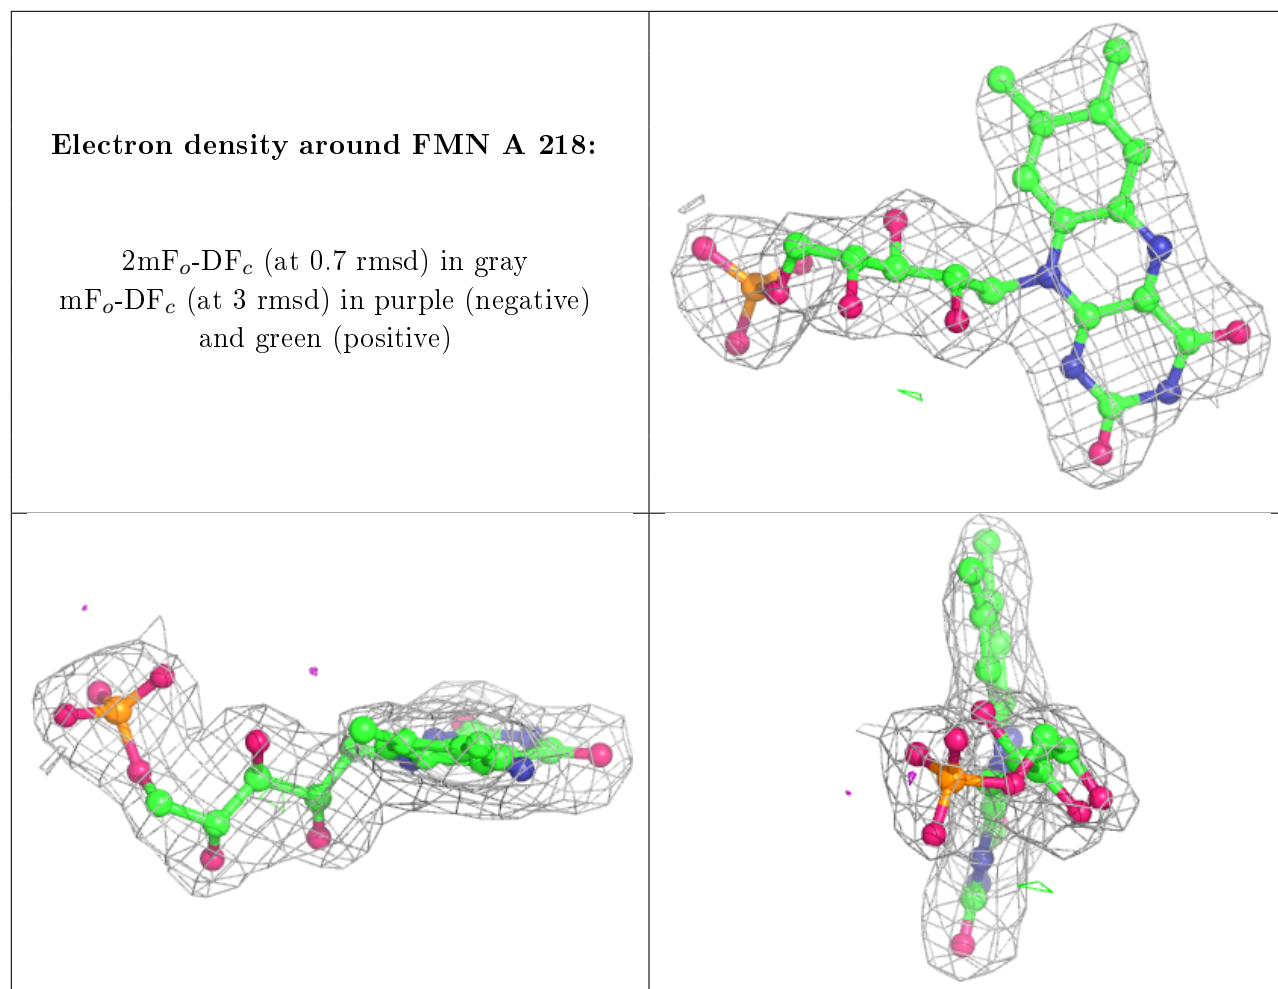 Electron density around FMN A 218:
2mFo-DFc (at 0.7 rmsd) in gray
mFo-DFc (at 3 rmsd) in purple (negative)
and green (positive)